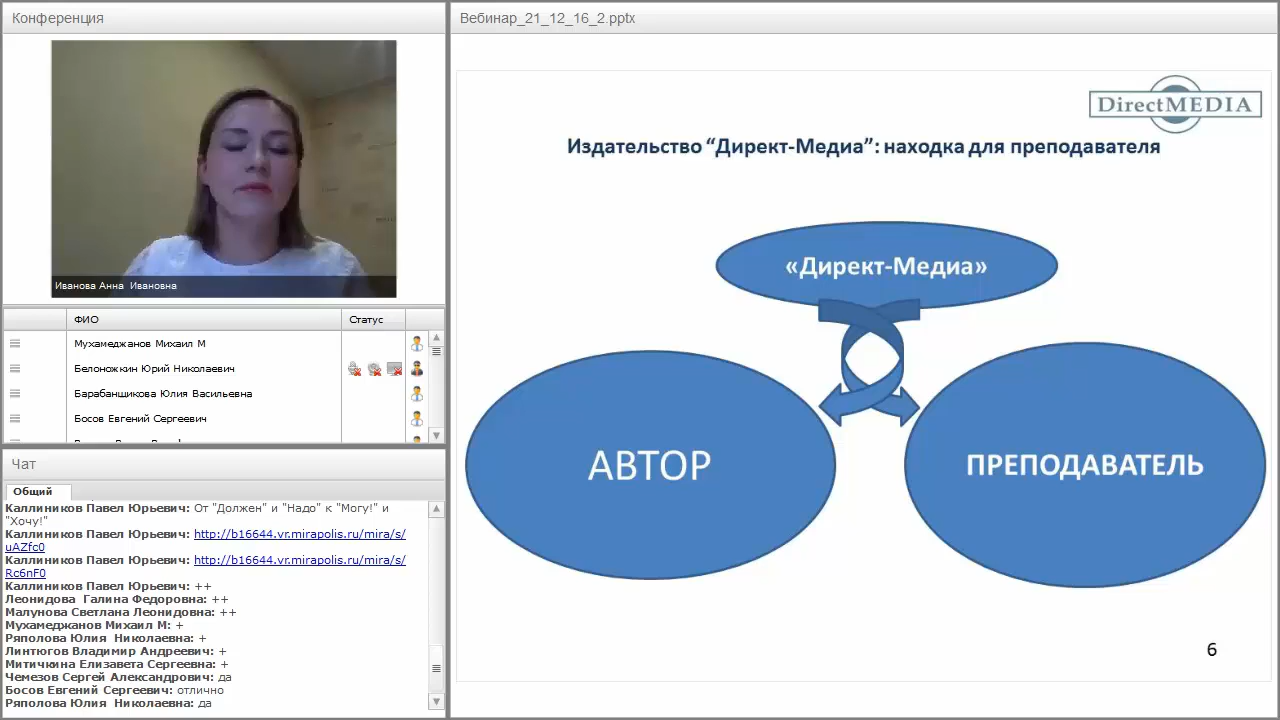 Конференция
Иванова Анна Ивановна
ФИО
Статус
Мухамеджанов Михаил М
Белоножкин Юрий Николаевич
Барабанщикова Юлия Васильевна
Босов Евгений Сергеевич
Чат
Общий
Каллиников Павел Юрьевич: От "Должен" и "Надо" к "Могу!" и
"Хочу!"
Каллиников Павел Юрьевич: http://b16644.vr.mirapolis.ru/mira/s/
uAZfc0
Каллиников Павел Юрьевич: http://b16644.vr.mirapolis.ru/mira/s/
Rc6nF0
Каллиников Павел Юрьевич: ++
Леонидова Галина Федоровна: ++
Малунова Светлана Леонидовна: ++
Мухамеджанов Михаил М: +
Ряполова Юлия Николаевна: +
Линтюгов Владимир Андреевич: +
Митичкина Елизавета Сергеевна: +
Чемезов Сергей Александрович: да
Босов Евгений Сергеевич: отлично
Ряполова Юлия Николаевна: да
Вебинар_21_12_16_2.pptx
DirectMEDIA
Издательство “Директ-Медиа”: находка для преподавателя
«Директ-Медиа»
АВТОР
ПРЕПОДАВАТЕЛЬ
6